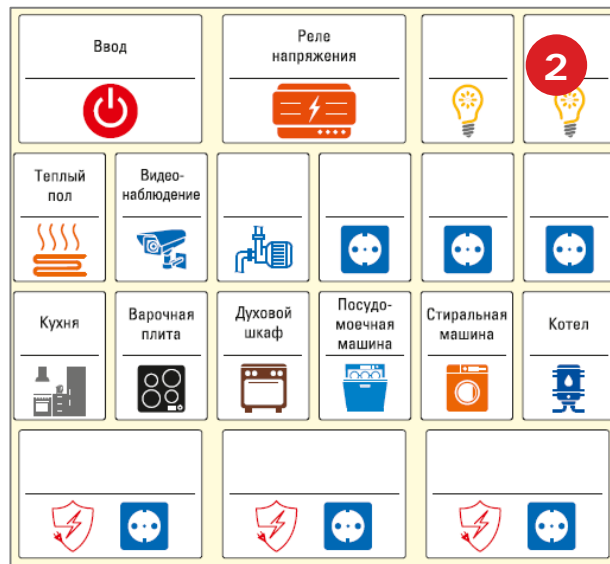 Ввод
Реле
напряжения
2
Теплый
пол
Видео-
наблюдение
Кухня
Варочная
плита
Духовой
шкаф
Посудо-
моечная
машина
Стиральная
машина
Котел